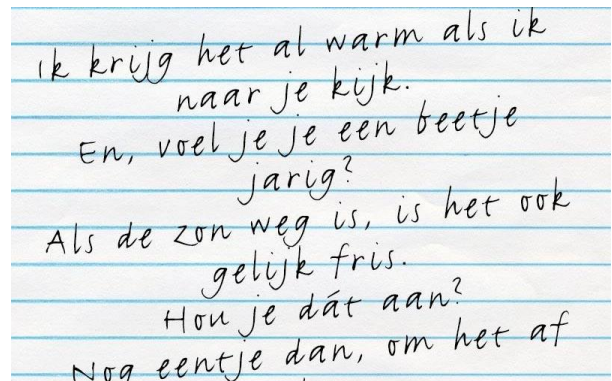 Ik krijg het al warm als ik
naar je kijk.
En, voel je je een beetje
jarig?
Als de zon weg is, is het ook
gelijk fris.
Hou je dát aan?
Nog eentje dan, om het af